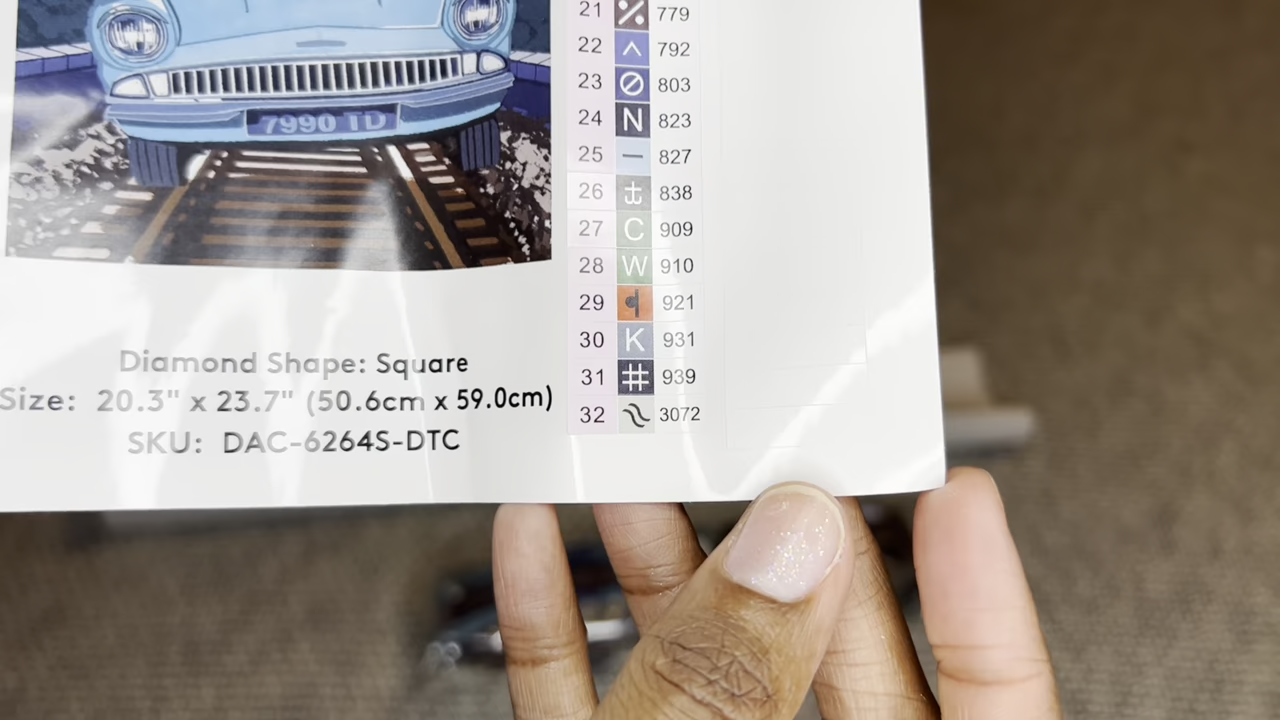 7990 TD
Diamond Shape: Square
Size: 20.3" x 23.7" (50.6cm x 59.0cm)
SKU: DAC-6264S-DTC
21 % 779
22 ^ 792
23 ⊘ 803
24 N 823
25 — 827
26 838
27 C 909
28 W 910
29 921
30 K 931
31 # 939
32 3072